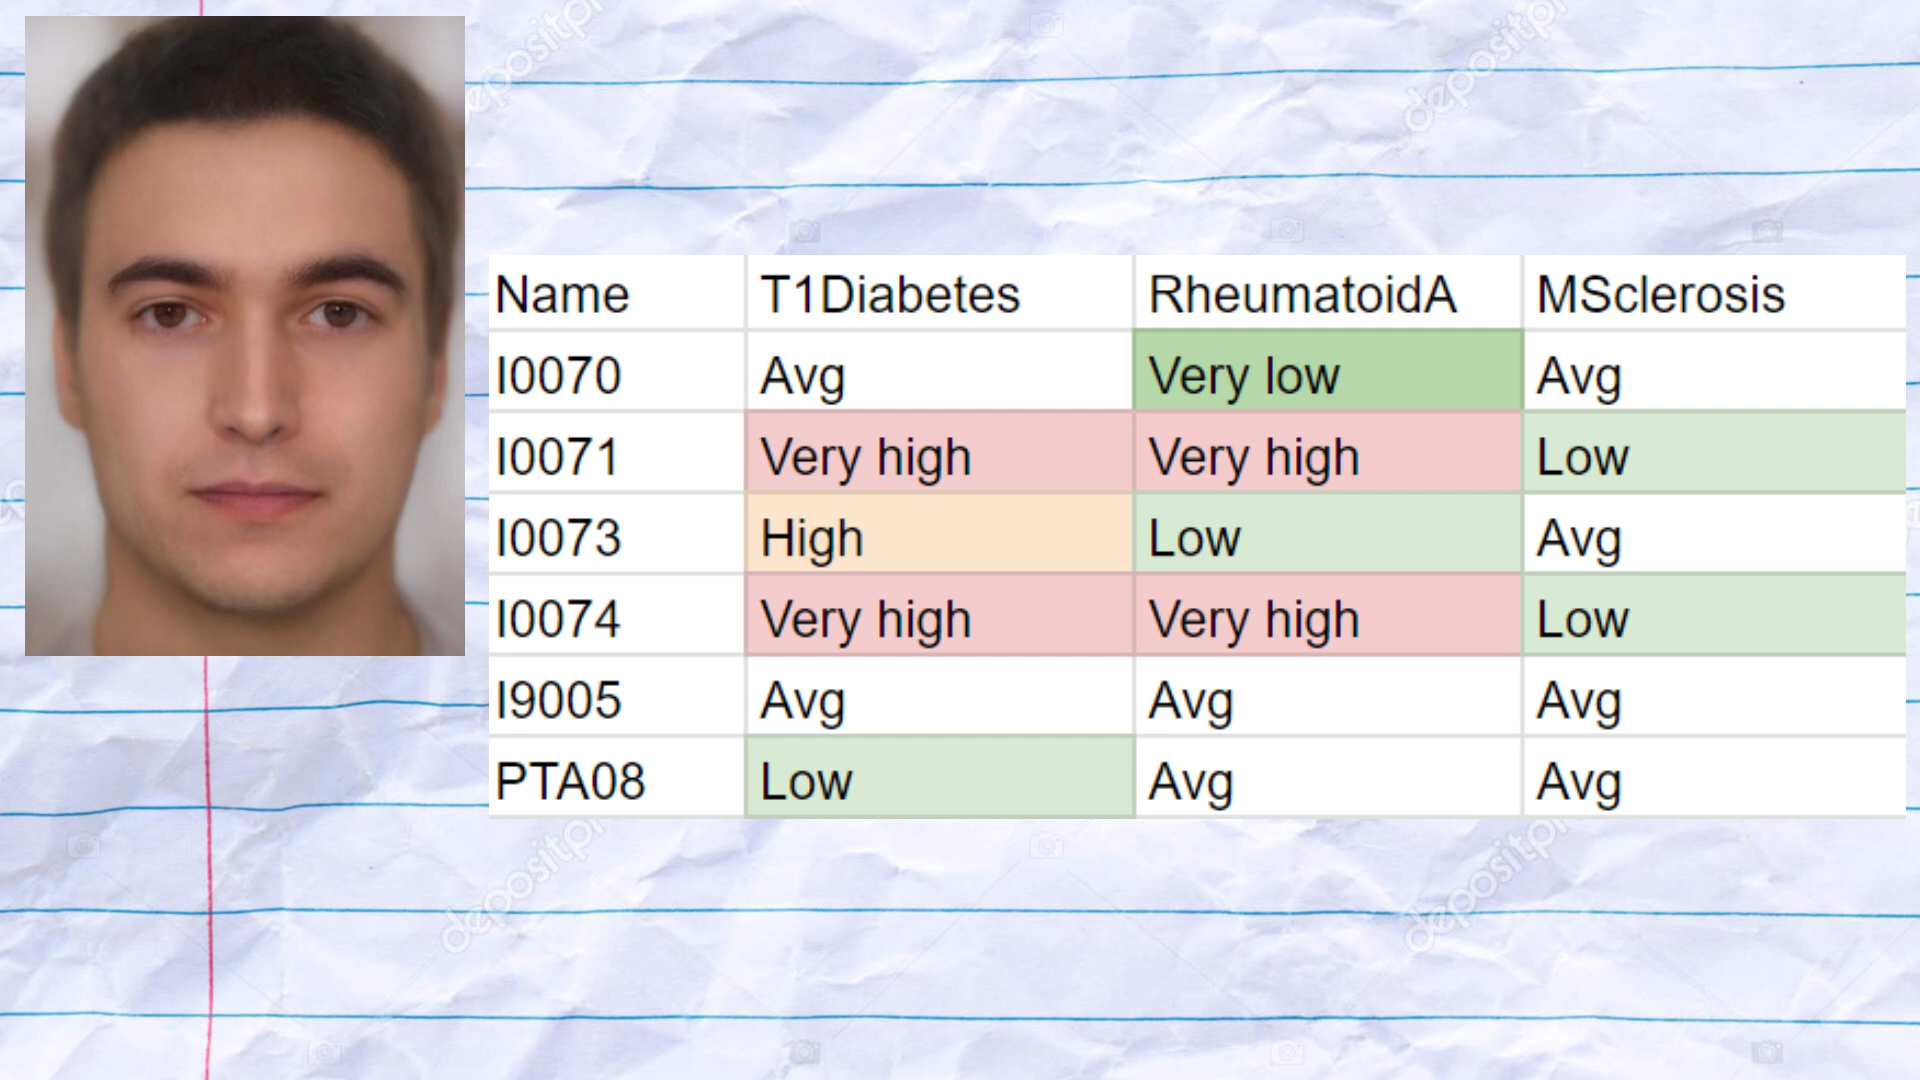 Name T1Diabetes RheumatoidA MSclerosis
I0070 Avg Very low Avg
I0071 Very high Very high Low
I0073 High Low Avg
I0074 Very high Very high Low
I9005 Avg Avg Avg
PTA08 Low Avg Avg